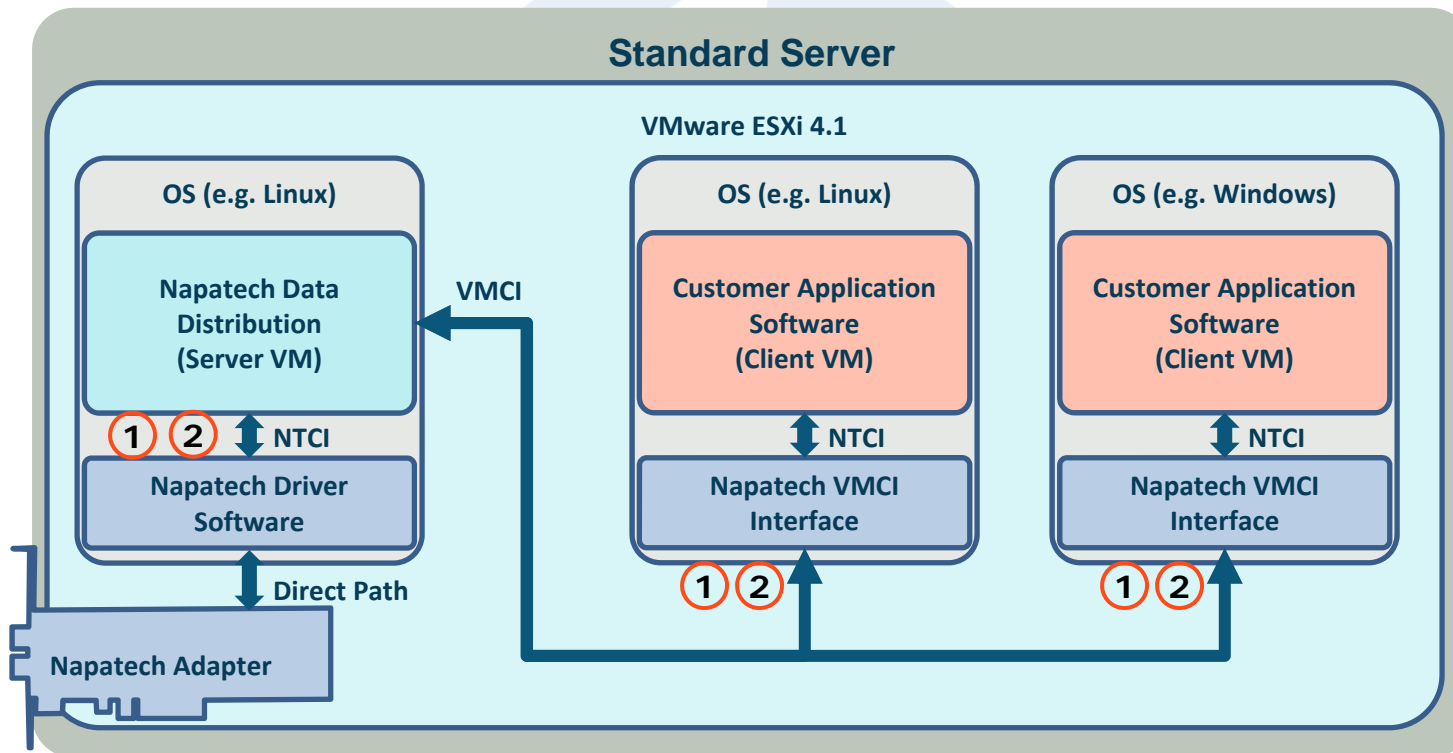 Standard Server
VMware ESXi 4.1
OS (e.g. Linux)
Napatech Data
Distribution
(Server VM)
1 2 NTCI
Napatech Driver
Software
Direct Path
Napatech Adapter
VMCI
OS (e.g. Linux)
Customer Application
Software
(Client VM)
NTCI
Napatech VMCI
Interface
1 2
OS (e.g. Windows)
Customer Application
Software
(Client VM)
NTCI
Napatech VMCI
Interface
1 2